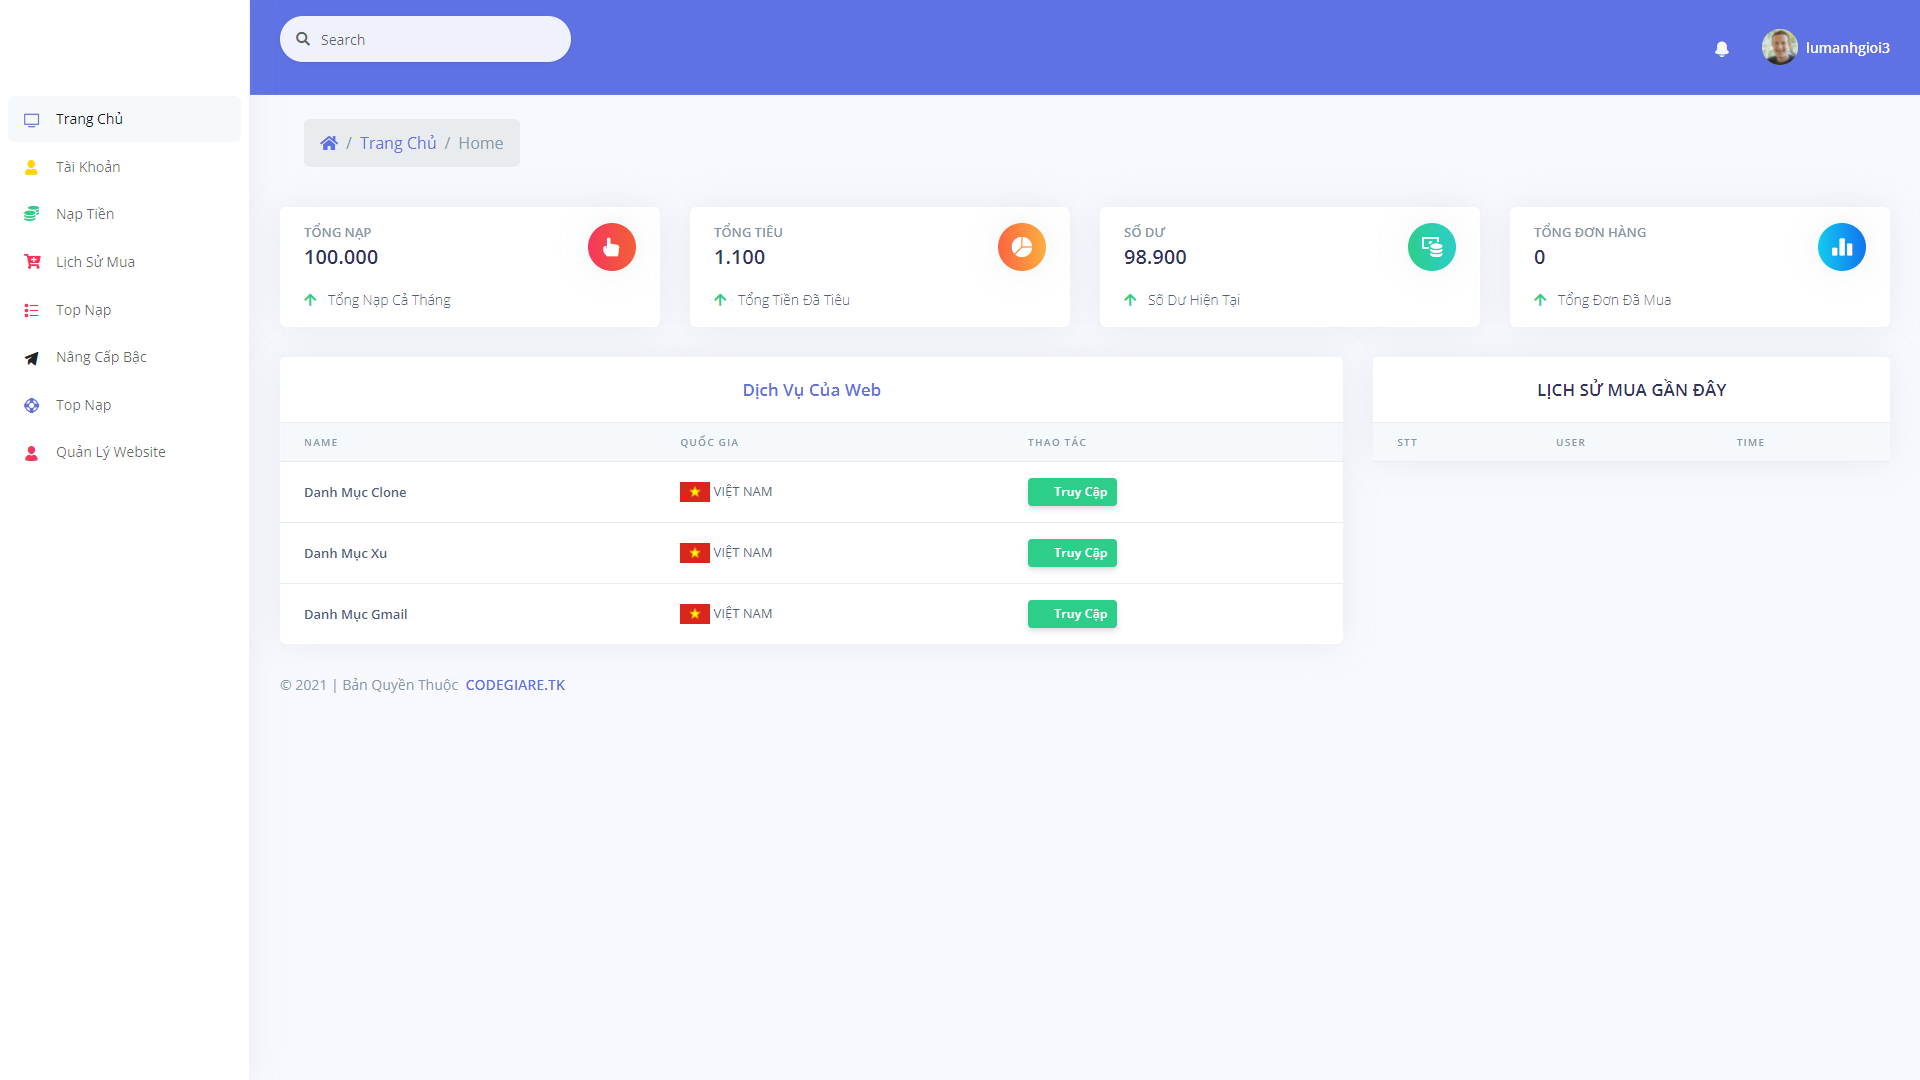 Search
lumanhgioi3
Trang Chủ
Tài Khoản
Nạp Tiền
Lịch Sử Mua
Top Nạp
Nâng Cấp Bậc
Top Nạp
Quản Lý Website
/ Trang Chủ / Home
TỔNG NẠP
100.000
Tổng Nạp Cả Tháng
TỔNG TIÊU
1.100
Tổng Tiền Đã Tiêu
SỐ DƯ
98.900
Số Dư Hiện Tại
TỔNG ĐƠN HÀNG
0
Tổng Đơn Đã Mua
Dịch Vụ Của Web
NAME QUỐC GIA THAO TÁC
Danh Mục Clone VIỆT NAM Truy Cập
Danh Mục Xu VIỆT NAM Truy Cập
Danh Mục Gmail VIỆT NAM Truy Cập
LỊCH SỬ MUA GẦN ĐÂY
STT USER TIME
© 2021 | Bản Quyền Thuộc CODEGIARE.TK